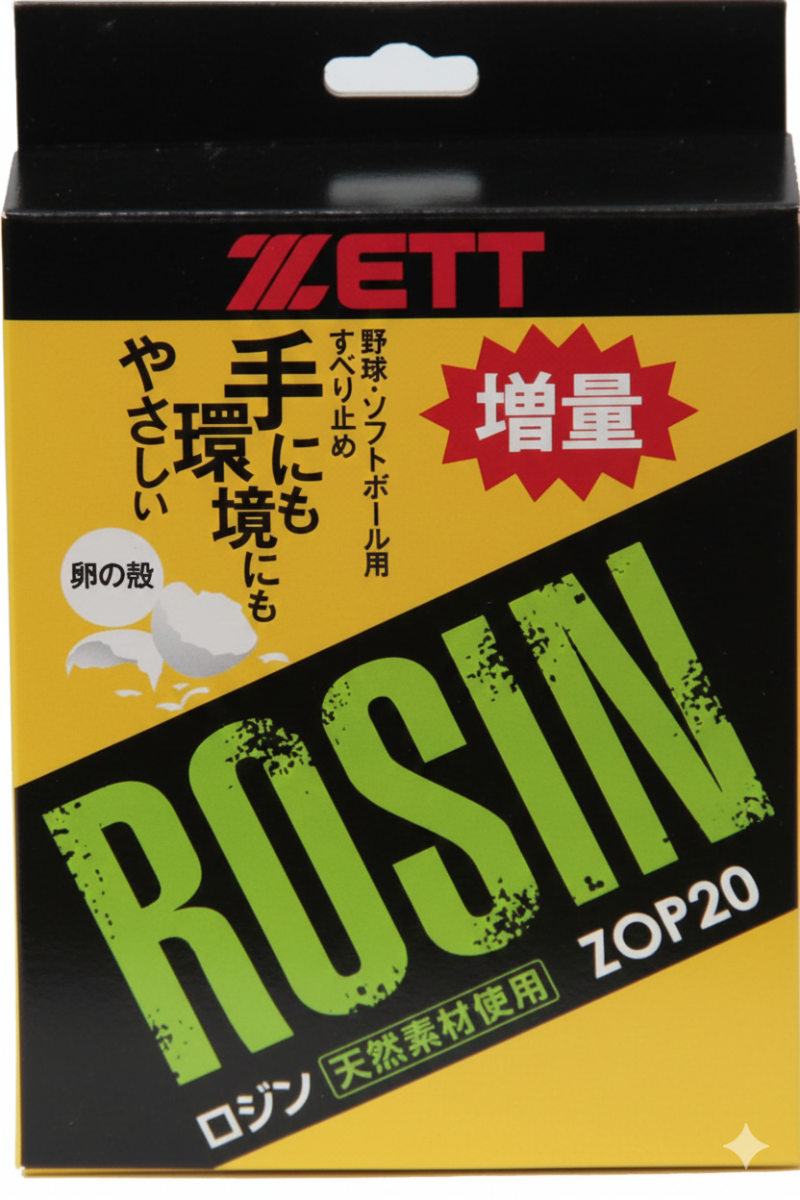 ZETT
野球・ソフトボール用
すべり止め
手にも
環境にも
やさしい
増量
卵の殻
ROSIN
ZOP20
ロジン
天然素材使用